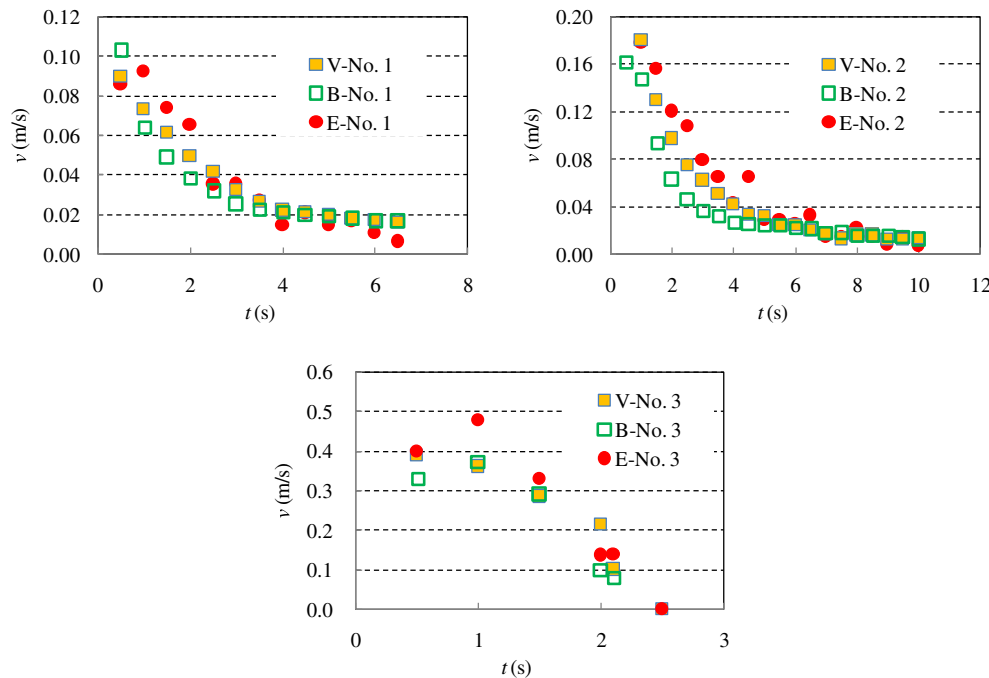 0.12
0.10
0.08
0.06
0.04
0.02
0.00
v (m/s)
V-No. 1
B-No. 1
E-No. 1
0
2
4
6
8
t (s)
0.20
0.16
0.12
0.08
0.04
0.00
v (m/s)
V-No. 2
B-No. 2
E-No. 2
0
2
4
6
8
10
12
t (s)
0.6
0.5
0.4
0.3
0.2
0.1
0.0
v (m/s)
V-No. 3
B-No. 3
E-No. 3
0
1
2
3
t (s)